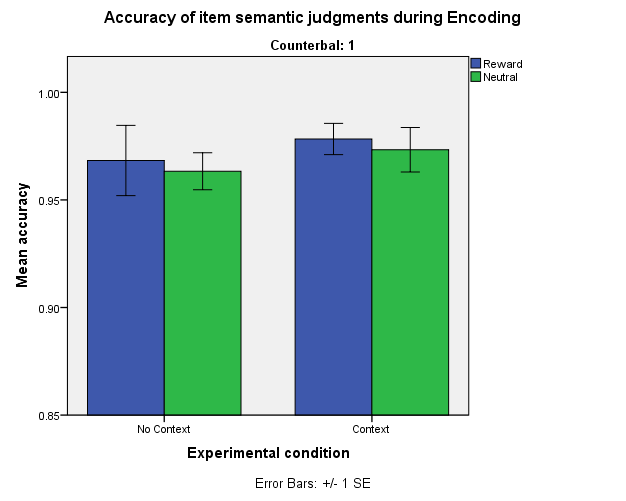 Accuracy of item semantic judgments during Encoding
Counterbal: 1
Reward
Neutral
1.00
0.95
0.90
0.85
Mean accuracy
No Context
Context
Experimental condition
Error Bars: +/- 1 SE